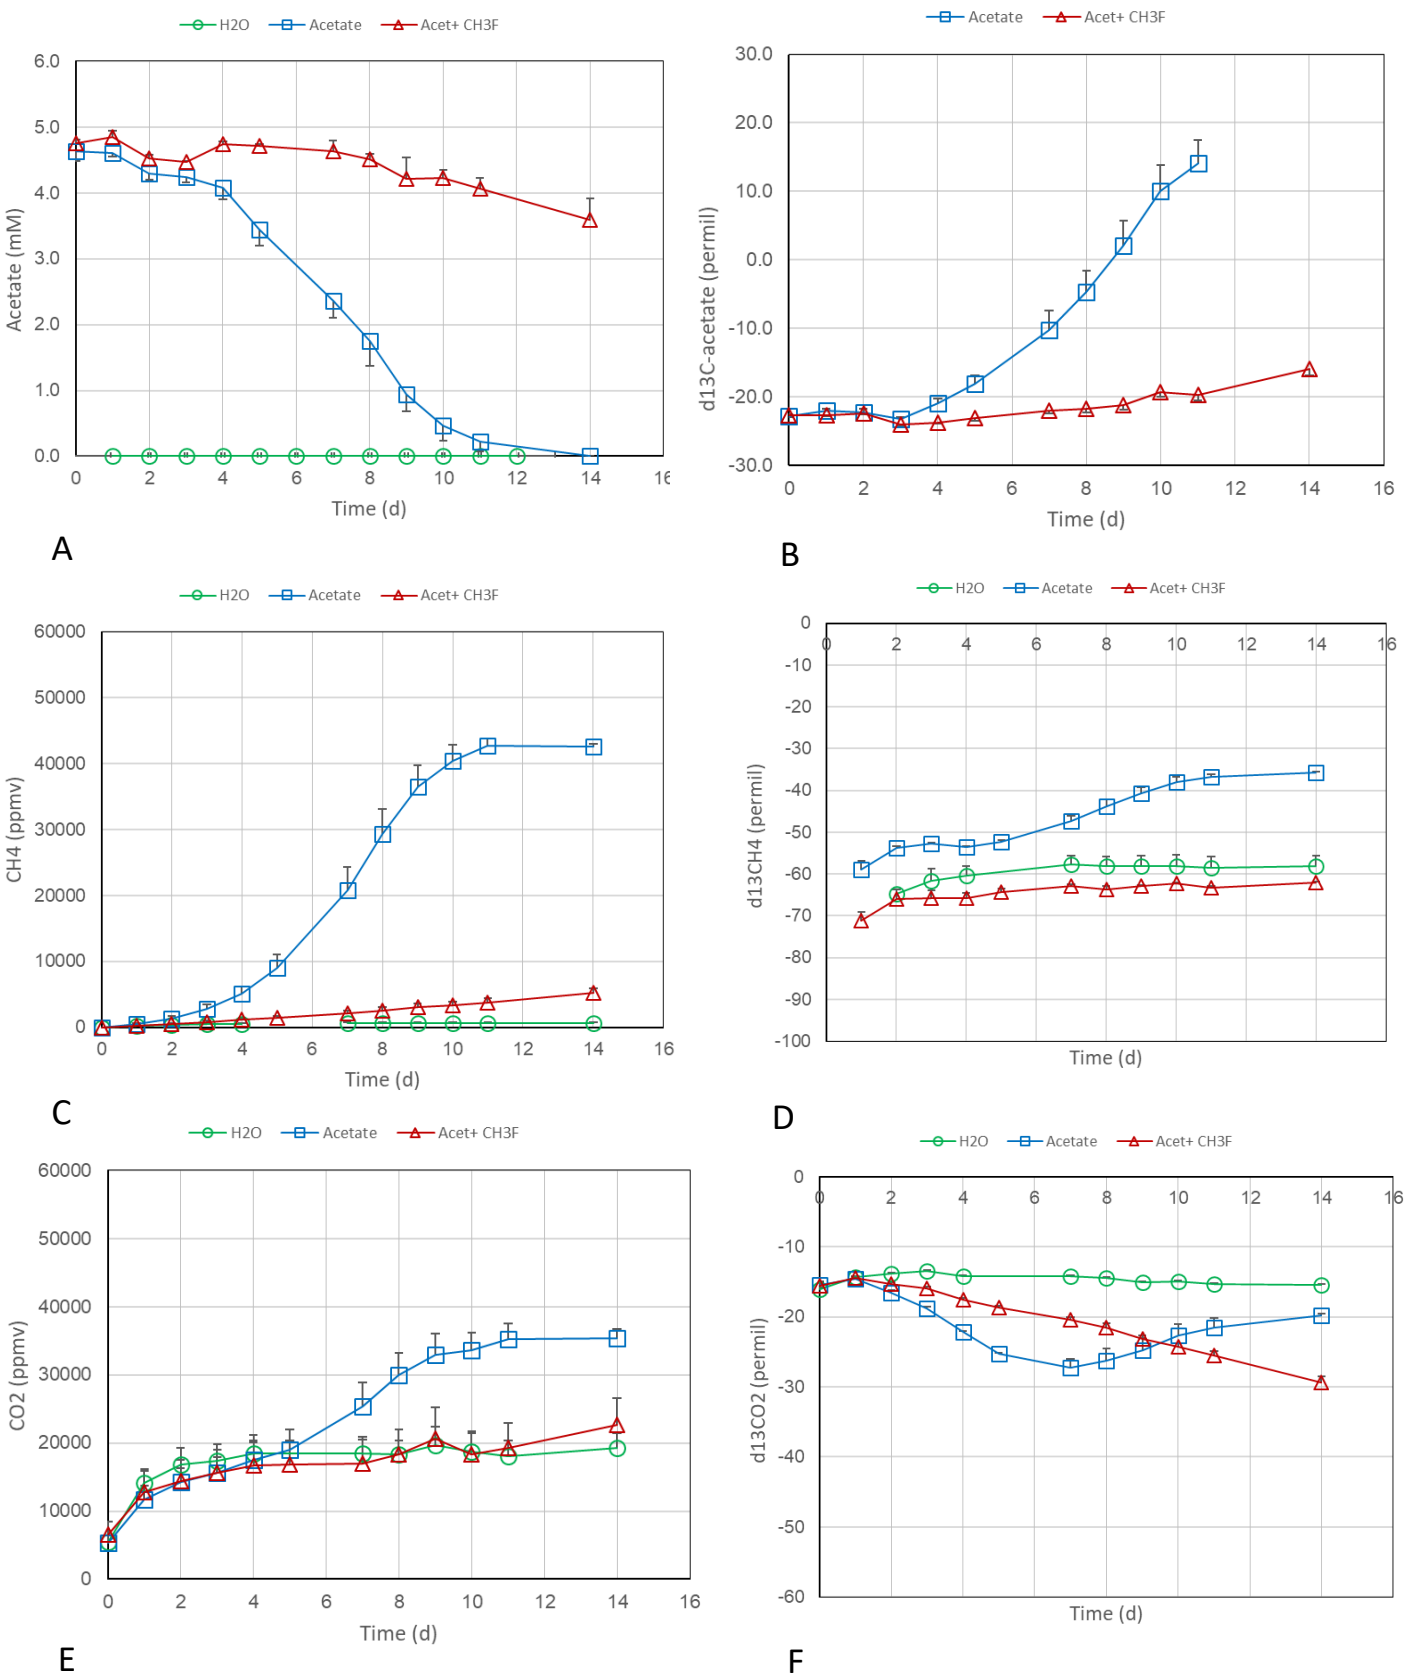 H2O Acetate Acet+ CH3F
6.0
5.0
4.0
3.0
2.0
1.0
0.0
Acetate (mM)
0 2 4 6 8 10 12 14 16
Time (d)
A
Acetate Acet+ CH3F
30.0
20.0
10.0
0.0
-10.0
-20.0
-30.0
d13C-acetate (permil)
0 2 4 6 8 10 12 14 16
Time (d)
B
H2O Acetate Acet+ CH3F
60000
50000
40000
30000
20000
10000
0
CH4 (ppmv)
0 2 4 6 8 10 12 14 16
Time (d)
C
H2O Acetate Acet+ CH3F
0
-10
-20
-30
-40
-50
-60
-70
-80
-90
-100
d13CH4 (permil)
0 2 4 6 8 10 12 14 16
Time (d)
D
H2O Acetate Acet+ CH3F
60000
50000
40000
30000
20000
10000
0
CO2 (ppmv)
0 2 4 6 8 10 12 14 16
Time (d)
E
H2O Acetate Acet+ CH3F
0
-10
-20
-30
-40
-50
-60
d13CO2 (permil)
0 2 4 6 8 10 12 14 16
Time (d)
F